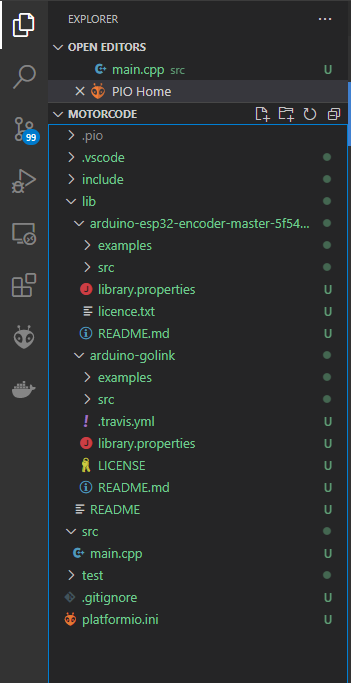 EXPLORER
OPEN EDITORS
main.cpp src U
PIO Home
MOTORCODE
99
.pio
.vscode
include
lib
arduino-esp32-encoder-master-5f54...
examples
src
library.properties U
licence.txt U
README.md U
arduino-golink
examples
src
.travis.yml U
library.properties U
LICENSE U
README.md U
README U
src
main.cpp U
test
.gitignore U
platformio.ini U